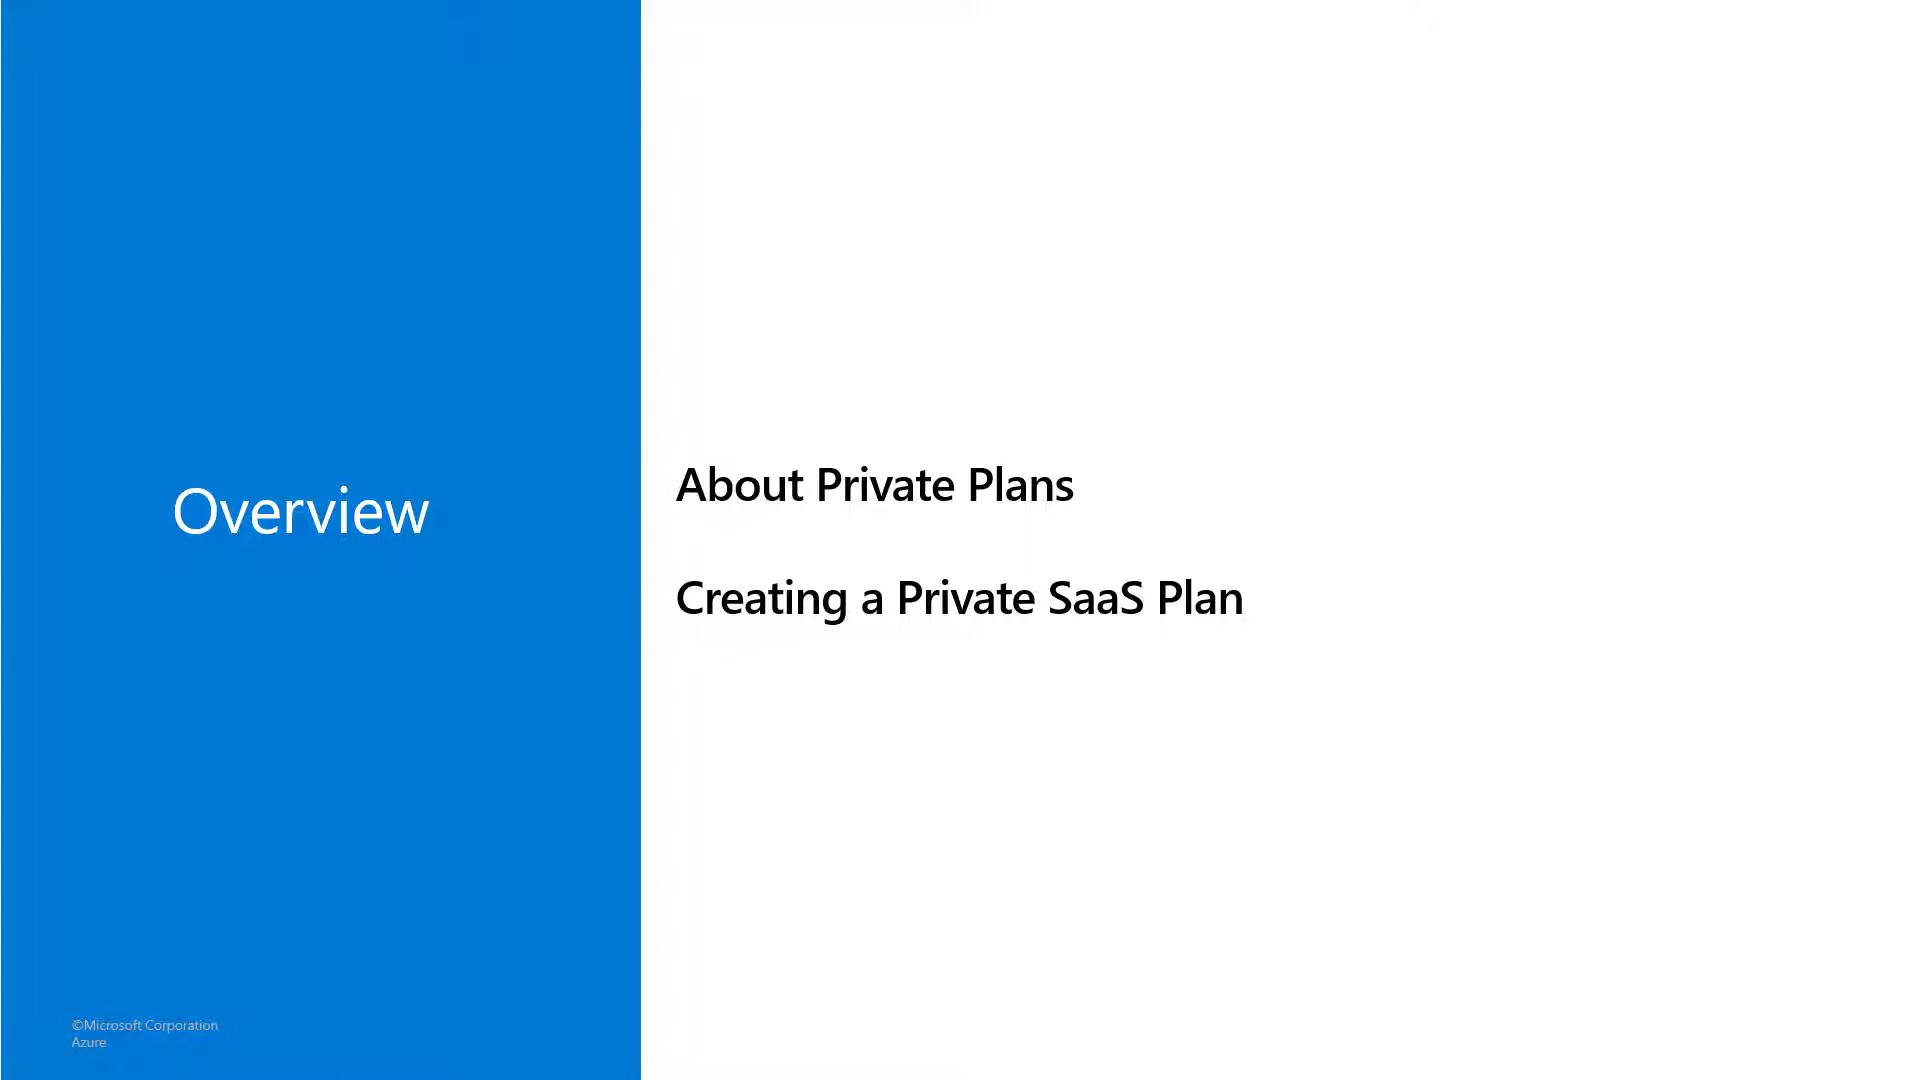 Overview
About Private Plans
Creating a Private SaaS Plan
©Microsoft Corporation
Azure